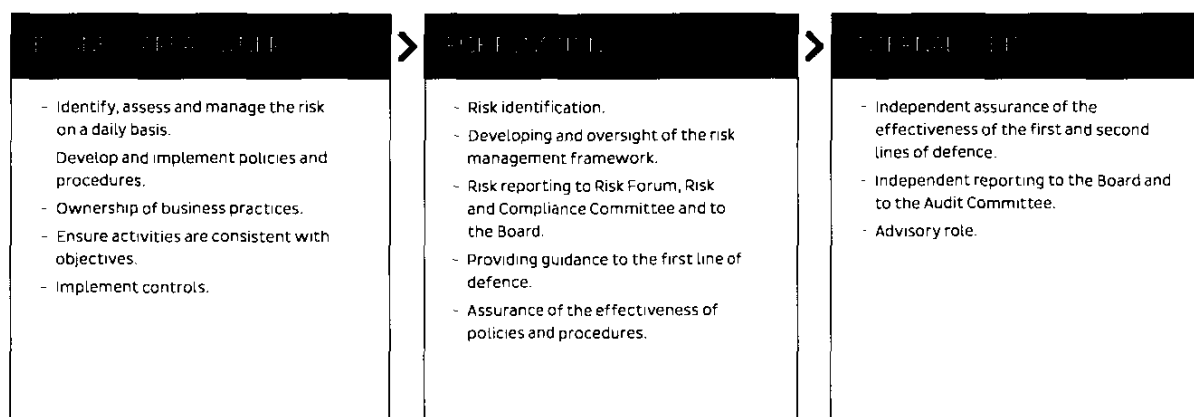 - Identify, assess and manage the risk
on a daily basis.
Develop and implement policies and
procedures.
- Ownership of business practices.
- Ensure activities are consistent with
objectives.
- Implement controls.
- Risk identification.
- Developing and oversight of the risk
management framework.
- Risk reporting to Risk Forum, Risk
and Compliance Committee and to
the Board.
- Providing guidance to the first line of
defence.
- Assurance of the effectiveness of
policies and procedures.
- Independent assurance of the
effectiveness of the first and second
lines of defence.
- Independent reporting to the Board and
to the Audit Committee.
- Advisory role.